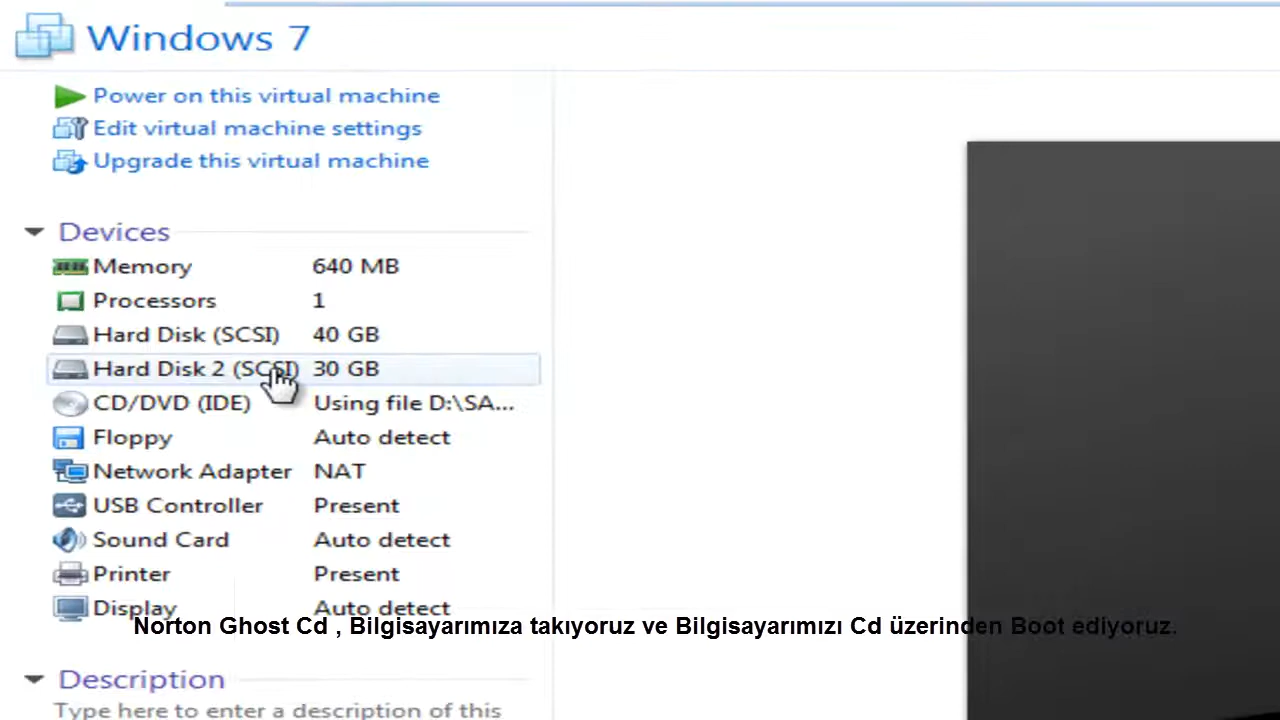 Windows 7
Power on this virtual machine
Edit virtual machine settings
Upgrade this virtual machine
Devices
Memory 640 MB
Processors 1
Hard Disk (SCSI) 40 GB
Hard Disk 2 (SCSI) 30 GB
CD/DVD (IDE) Using file D:\SA...
Floppy Auto detect
Network Adapter NAT
USB Controller Present
Sound Card Auto detect
Printer Present
Display Auto detect
Norton Ghost Cd , Bilgisayarımıza takıyoruz ve Bilgisayarımızı Cd üzerinden Boot ediyoruz.
Description
Type here to enter a description of this